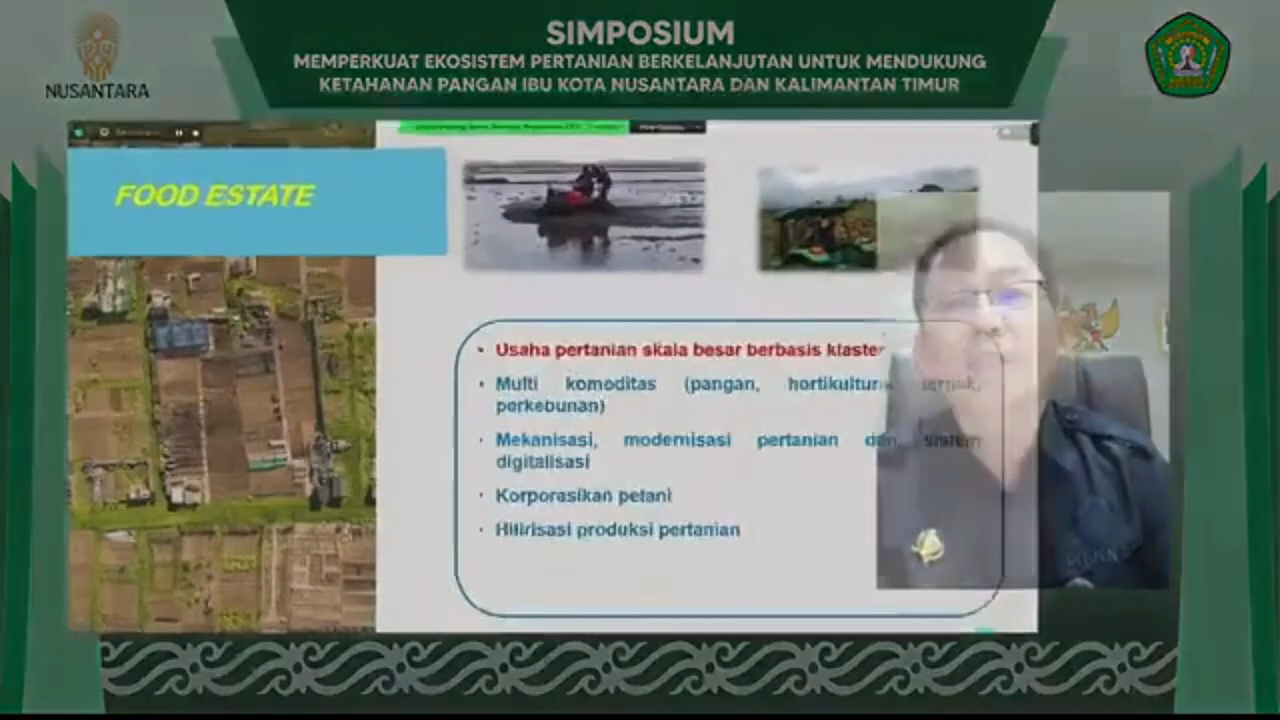 SIMPOSIUM
MEMPERKUAT EKOSISTEM PERTANIAN BERKELANJUTAN UNTUK MENDUKUNG
KETAHANAN PANGAN IBU KOTA NUSANTARA DAN KALIMANTAN TIMUR
NUSANTARA
FOOD ESTATE
• Usaha pertanian skala besar berbasis klaster
• Multi komoditas (pangan, hortikultura, ternak,
perkebunan)
• Mekanisasi, modernisasi pertanian dan sistem
digitalisasi
• Korporasikan petani
• Hilirisasi produksi pertanian